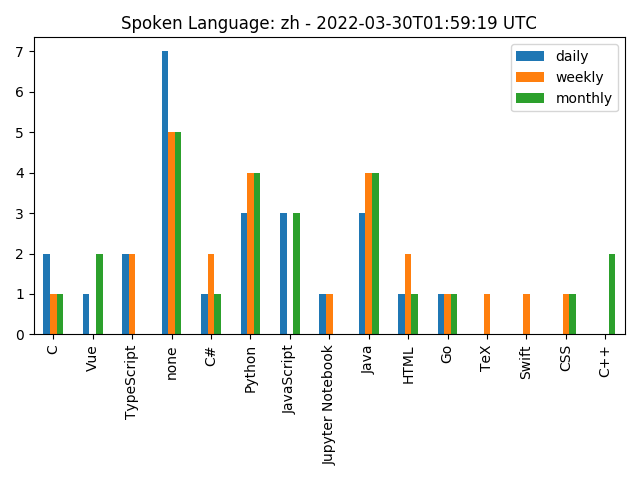 Spoken Language: zh - 2022-03-30T01:59:19 UTC
daily
weekly
monthly
7
6
5
4
3
2
1
0
C
Vue
TypeScript
none
C#
Python
JavaScript
Jupyter Notebook
Java
HTML
Go
TeX
Swift
CSS
C++